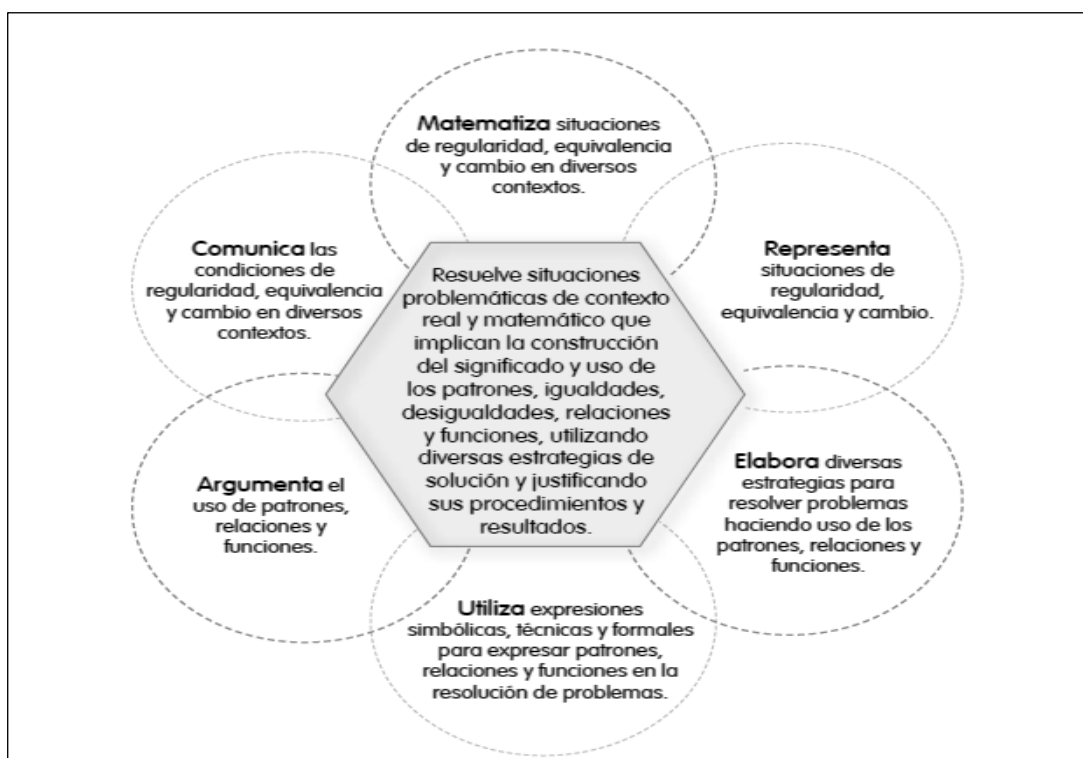 Matematiza situaciones
de regularidad, equivalencia
y cambio en diversos
contextos.
Comunica las
condiciones de
regularidad, equivalencia
y cambio en diversos
contextos.
Representa
situaciones de
regularidad,
equivalencia y cambio.
Resuelve situaciones
problemáticas de contexto
real y matemático que
implican la construcción
del significado y uso de
los patrones, igualdades,
desigualdades, relaciones
y funciones, utilizando
diversas estrategias de
solución y justificando
sus procedimientos y
resultados.
Argumenta el
uso de patrones,
relaciones y
funciones.
Elabora diversas
estrategias para
resolver problemas
haciendo uso de los
patrones, relaciones y
funciones.
Utiliza expresiones
simbólicas, técnicas y formales
para expresar patrones,
relaciones y funciones en la
resolución de problemas.